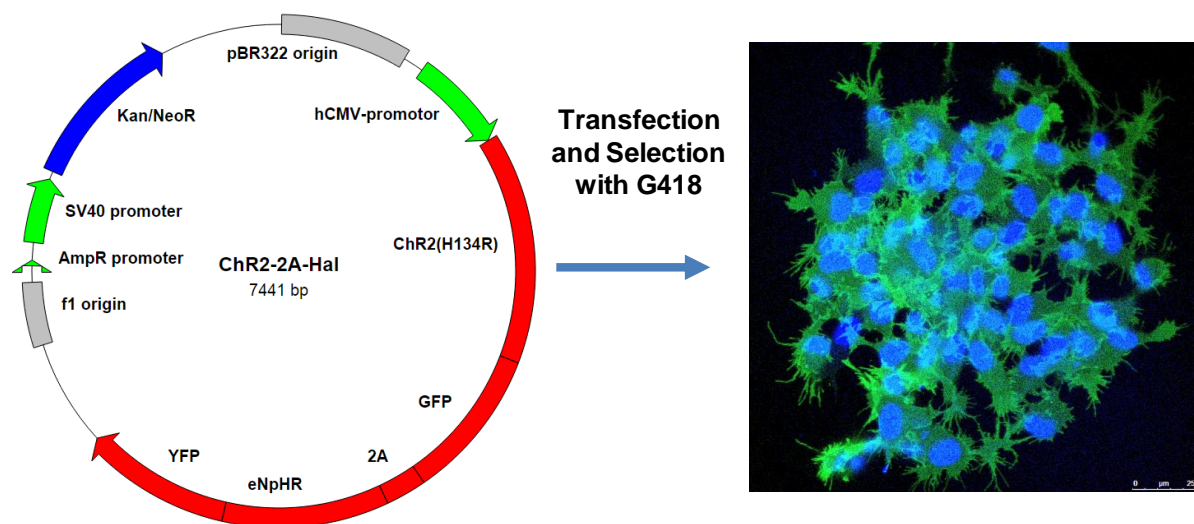 pBR322 origin
hCMV-promotor
Kan/NeoR
SV40 promoter
AmpR promoter
f1 origin
ChR2-2A-Hal
7441 bp
ChR2(H134R)
GFP
2A
eNpHR
YFP
Transfection
and Selection
with G418
0 µm 25